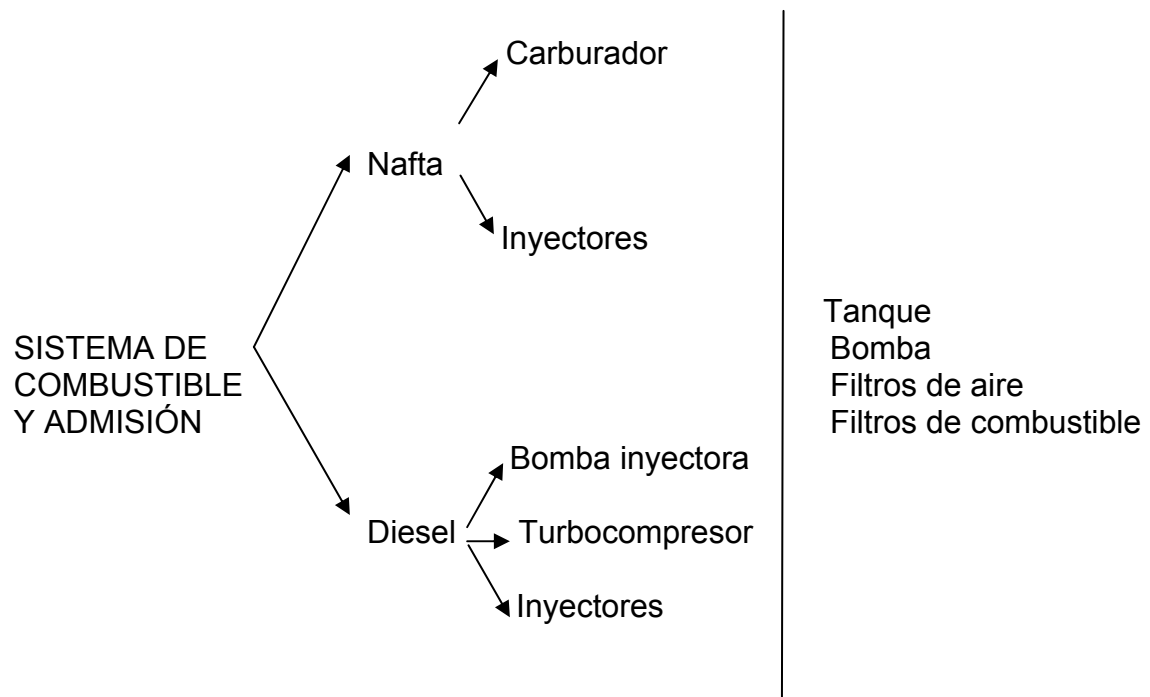 Carburador
Nafta
Inyectores
SISTEMA DE
COMBUSTIBLE
Y ADMISIÓN
Bomba inyectora
Diesel
Turbocompresor
Inyectores
Tanque
Bomba
Filtros de aire
Filtros de combustible